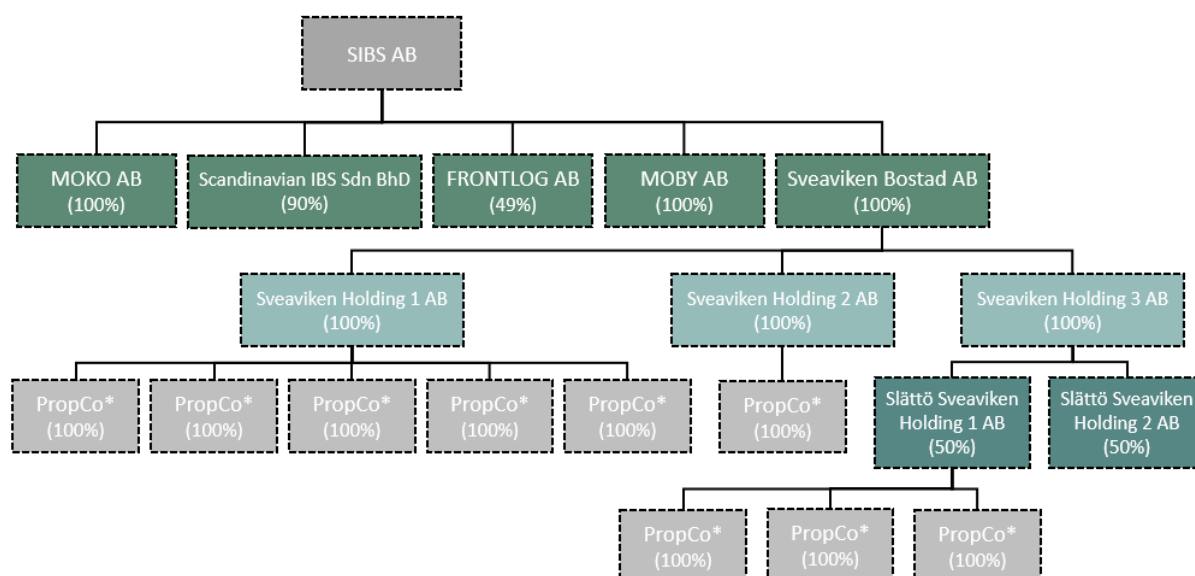 SIBS AB
MOKO AB
(100%)
Scandinavian IBS Sdn BhD
(90%)
FRONTLOG AB
(49%)
MOBY AB
(100%)
Sveaviken Bostad AB
(100%)
Sveaviken Holding 1 AB
(100%)
Sveaviken Holding 2 AB
(100%)
Sveaviken Holding 3 AB
(100%)
PropCo*
(100%)
PropCo*
(100%)
PropCo*
(100%)
PropCo*
(100%)
PropCo*
(100%)
PropCo*
(100%)
Slättö Sveaviken
Holding 1 AB
(50%)
Slättö Sveaviken
Holding 2 AB
(50%)
PropCo*
(100%)
PropCo*
(100%)
PropCo*
(100%)